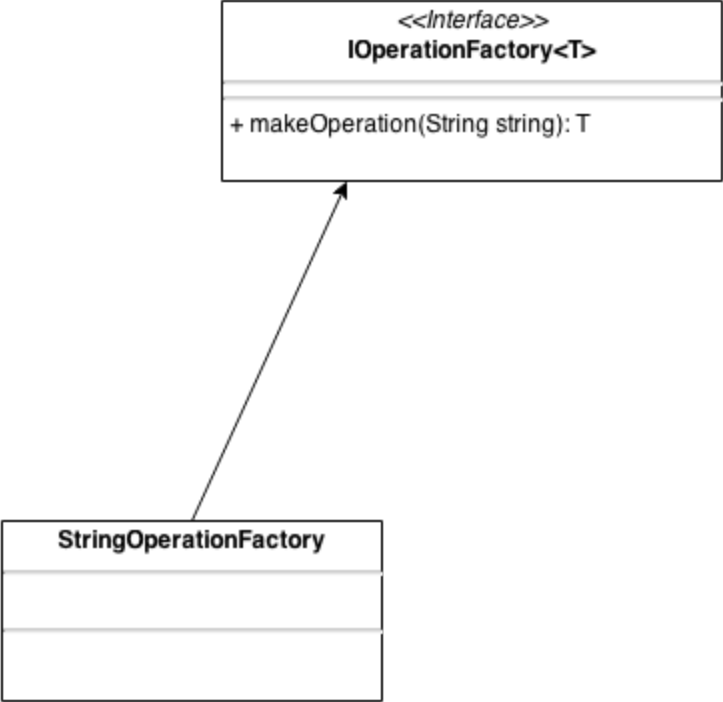 <<Interface>>
IOperationFactory<T>
+ makeOperation(String string): T
StringOperationFactory